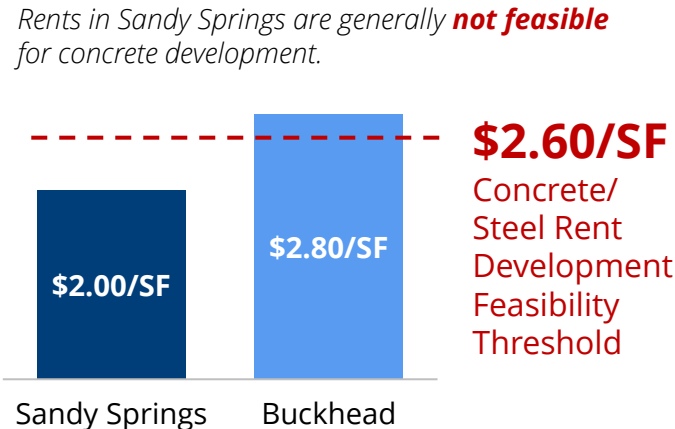 Rents in Sandy Springs are generally not feasible
for concrete development.
$2.60/SF
Concrete/
Steel Rent
Development
Feasibility
Threshold
$2.80/SF
$2.00/SF
Sandy Springs
Buckhead